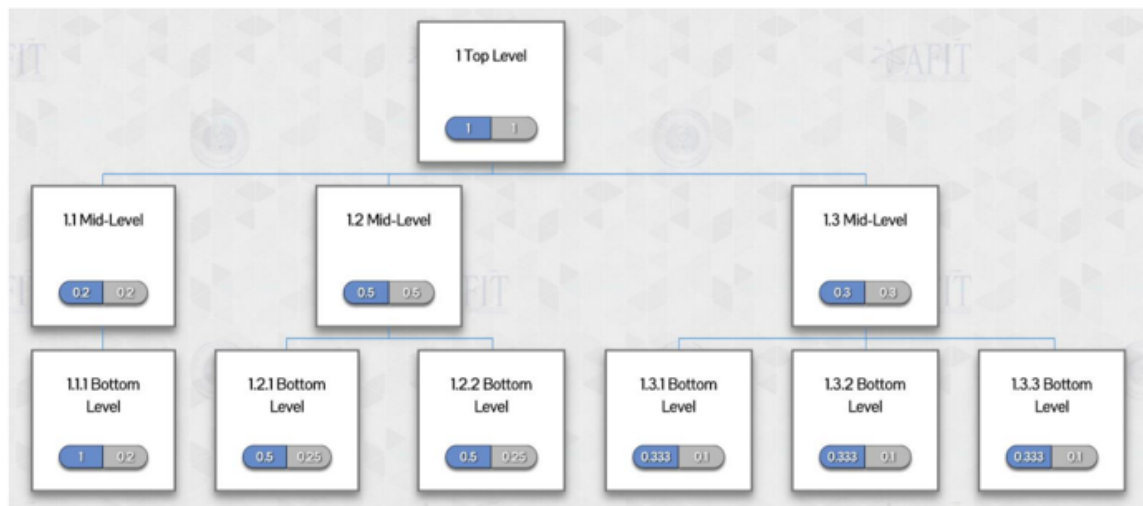 1 Top Level
1 1
AFIT
1.1 Mid-Level
0.2 0.2
1.2 Mid-Level
0.5 0.5
1.3 Mid-Level
0.3 0.3
1.1.1 Bottom
Level
1 0.2
1.2.1 Bottom
Level
0.5 0.25
1.2.2 Bottom
Level
0.5 0.25
1.3.1 Bottom
Level
0.333 0.1
1.3.2 Bottom
Level
0.333 0.1
1.3.3 Bottom
Level
0.333 0.1